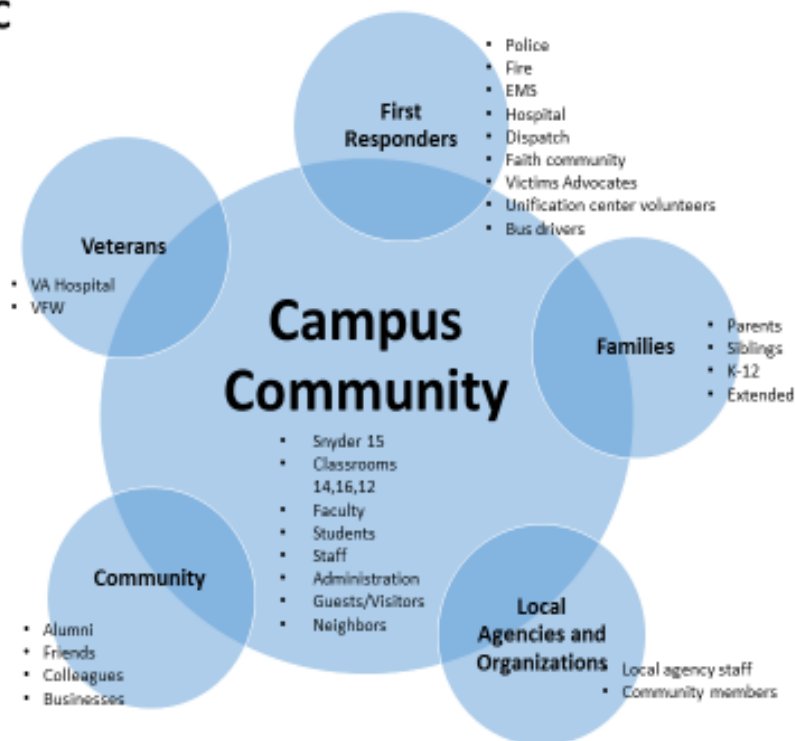 C
First
Responders
• Police
• Fire
• EMS
• Hospital
• Dispatch
• Faith community
• Victims Advocates
• Unification center volunteers
• Bus drivers
Veterans
• VA Hospital
• VFW
Campus
Community
• Snyder 15
• Classrooms
14,16,12
• Faculty
• Students
• Staff
• Administration
• Guests/Visitors
• Neighbors
Families
• Parents
• Siblings
• K-12
• Extended
Community
• Alumni
• Friends
• Colleagues
• Businesses
Local
Agencies and
Organizations
Local agency staff
• Community members